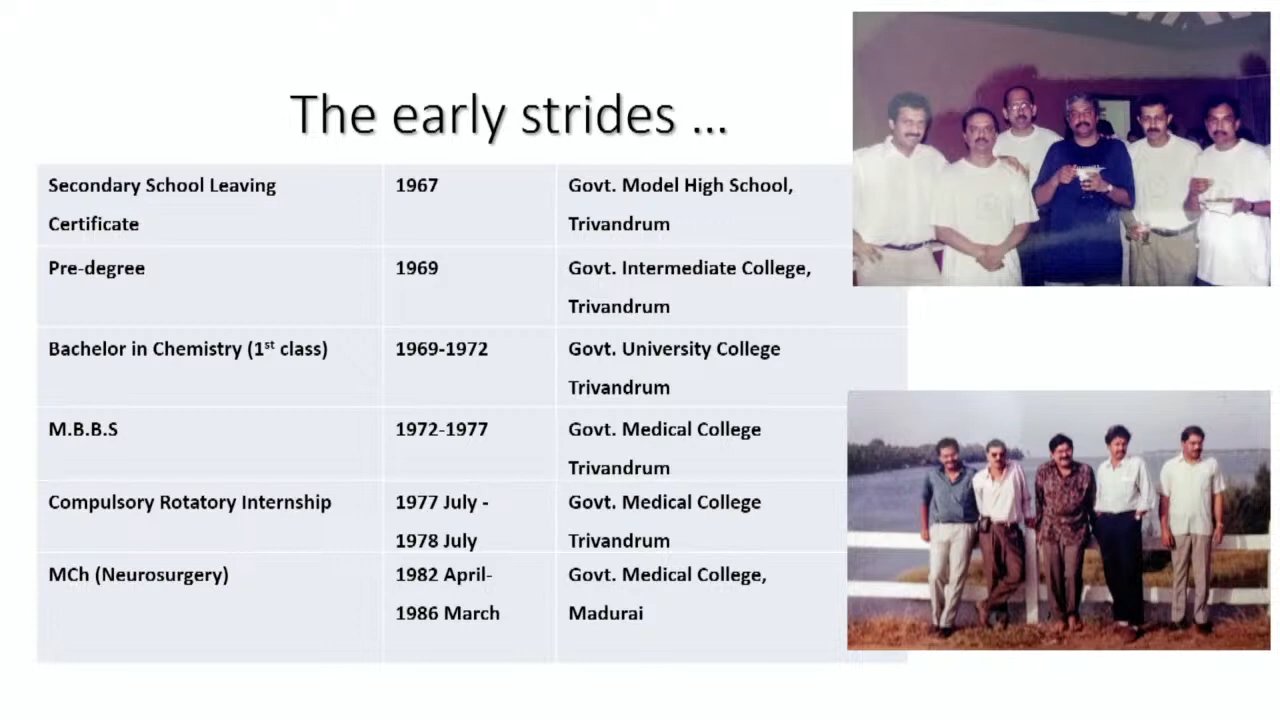 The early strides ...
Secondary School Leaving
Certificate
1967
Govt. Model High School,
Trivandrum
Pre-degree
1969
Govt. Intermediate College,
Trivandrum
Bachelor in Chemistry (1st class)
1969-1972
Govt. University College
Trivandrum
M.B.B.S
1972-1977
Govt. Medical College
Trivandrum
Compulsory Rotatory Internship
1977 July -
1978 July
Govt. Medical College
Trivandrum
MCh (Neurosurgery)
1982 April-
1986 March
Govt. Medical College,
Madurai